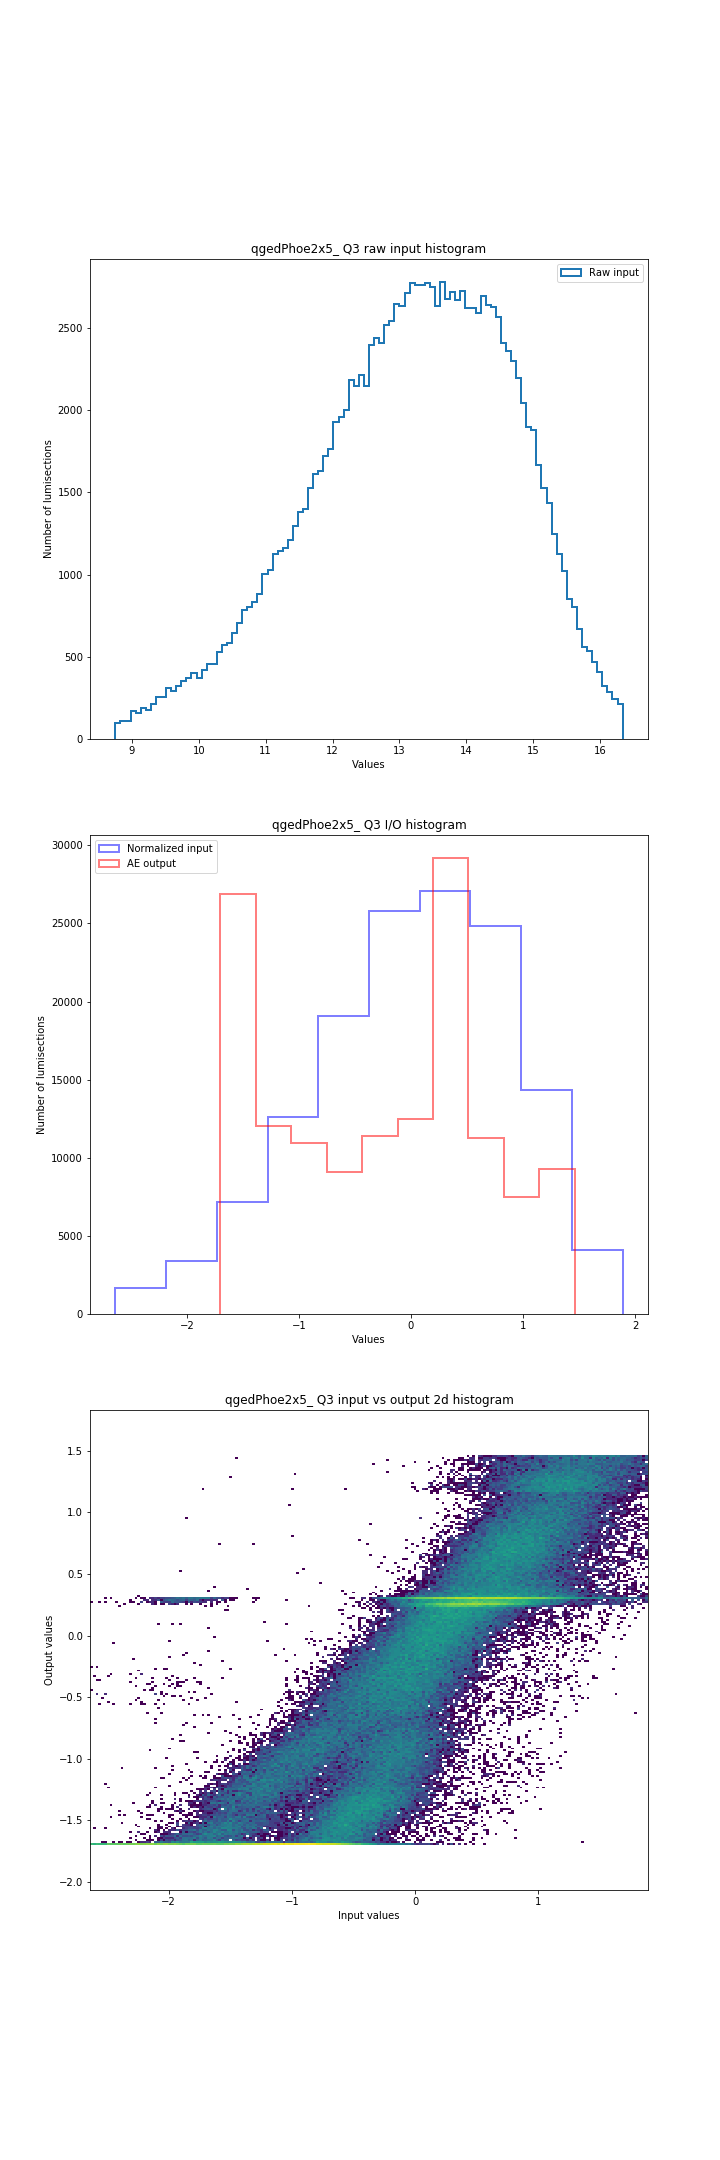 qgedPhoe2x5_ Q3 raw input histogram
Raw input
2500
2000
1500
1000
500
0
Number of lumisections
9 10 11 12 13 14 15 16
Values
qgedPhoe2x5_ Q3 I/O histogram
Normalized input
AE output
30000
25000
20000
15000
10000
5000
0
Number of lumisections
−2 −1 0 1 2
Values
qgedPhoe2x5_ Q3 input vs output 2d histogram
1.5
1.0
0.5
0.0
−0.5
−1.0
−1.5
−2.0
Output values
−2 −1 0 1
Input values